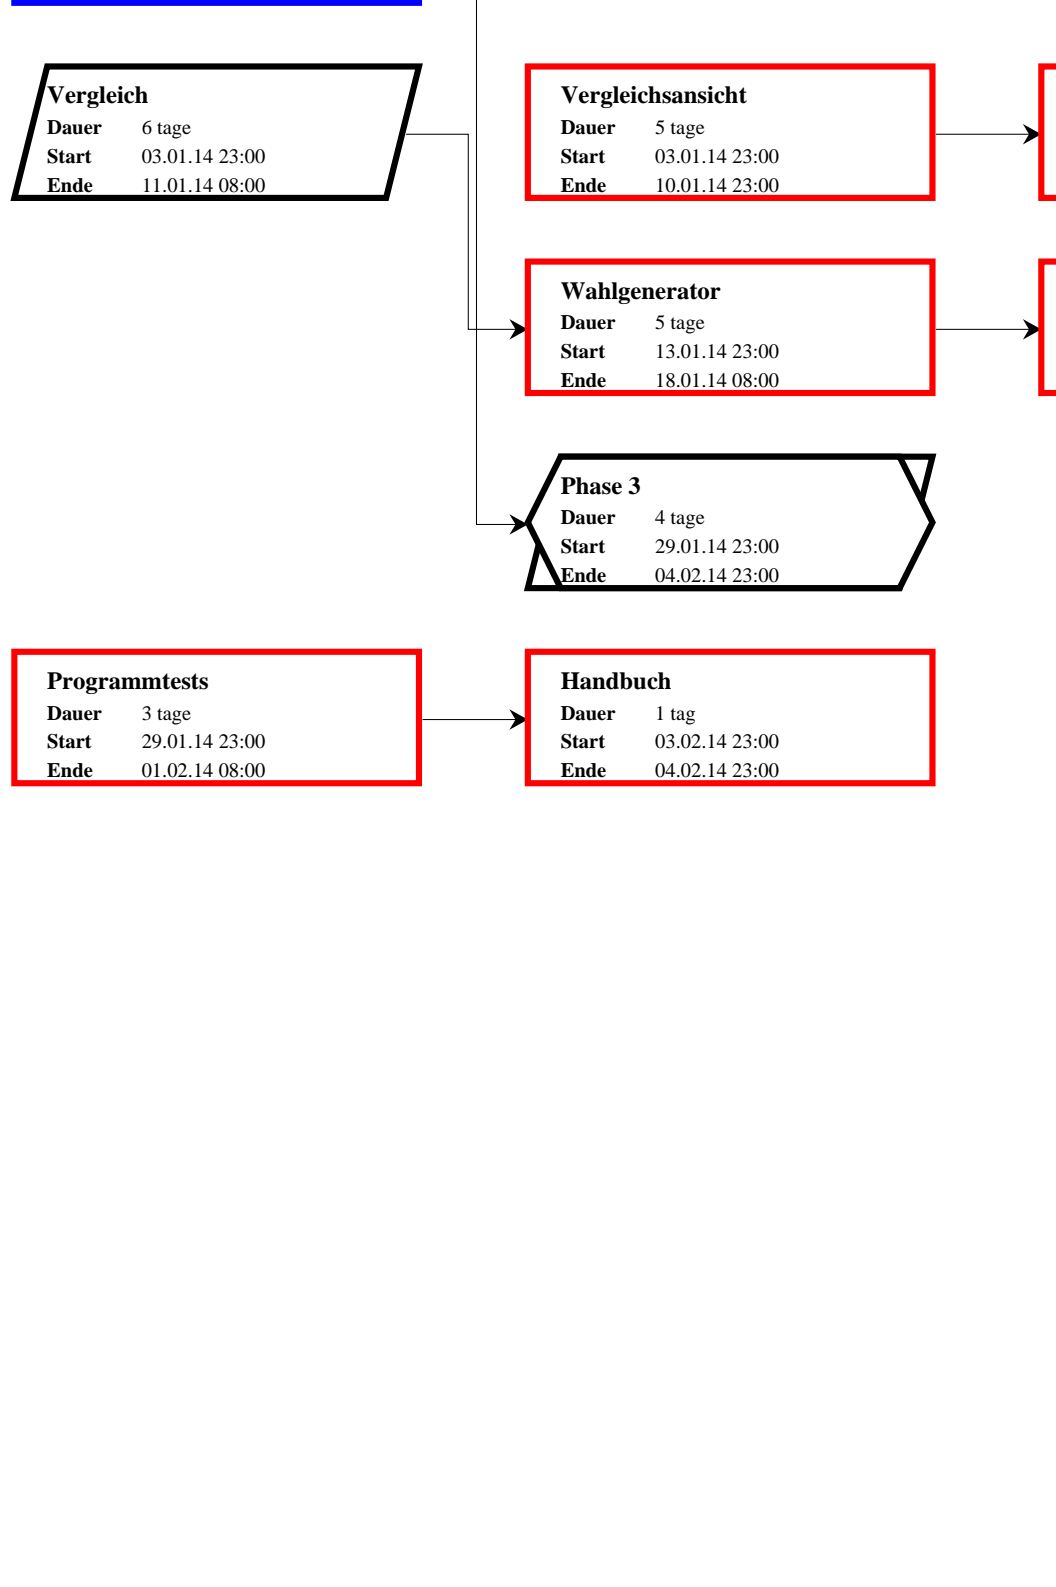 Vergleich
Dauer 6 tage
Start 03.01.14 23:00
Ende 11.01.14 08:00
Vergleichsansicht
Dauer 5 tage
Start 03.01.14 23:00
Ende 10.01.14 23:00
Wahlgenerator
Dauer 5 tage
Start 13.01.14 23:00
Ende 18.01.14 08:00
Phase 3
Dauer 4 tage
Start 29.01.14 23:00
Ende 04.02.14 23:00
Programmtests
Dauer 3 tage
Start 29.01.14 23:00
Ende 01.02.14 08:00
Handbuch
Dauer 1 tag
Start 03.02.14 23:00
Ende 04.02.14 23:00